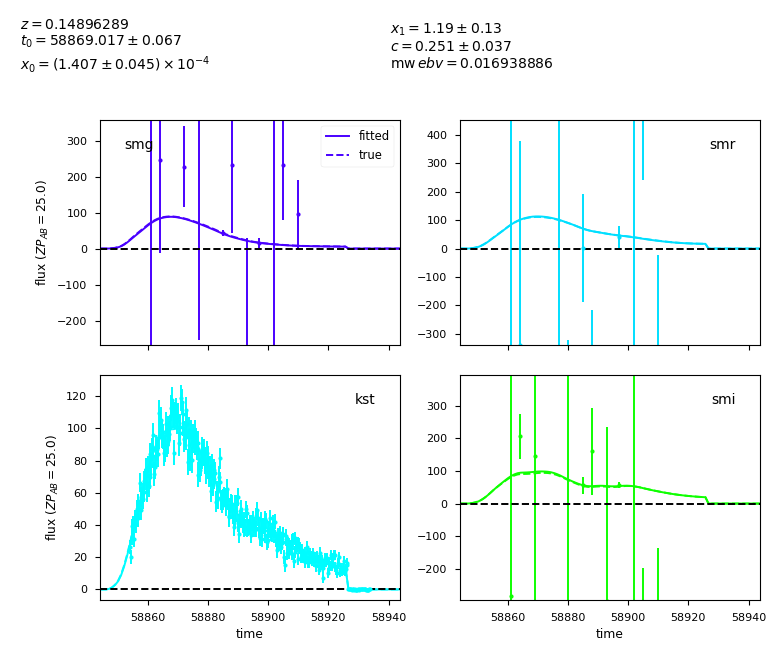 z = 0.14896289
t₀ = 58869.017 ± 0.067
x₀ = (1.407 ± 0.045) × 10⁻⁴
x₁ = 1.19 ± 0.13
c = 0.251 ± 0.037
mw ebv = 0.016938886
smg
fitted
true
300
200
100
0
−100
−200
flux (ZP_AB = 25.0)
smr
400
300
200
100
0
−100
−200
−300
kst
120
100
80
60
40
20
0
flux (ZP_AB = 25.0)
58860 58880 58900 58920 58940
time
smi
300
200
100
0
−100
−200
58860 58880 58900 58920 58940
time